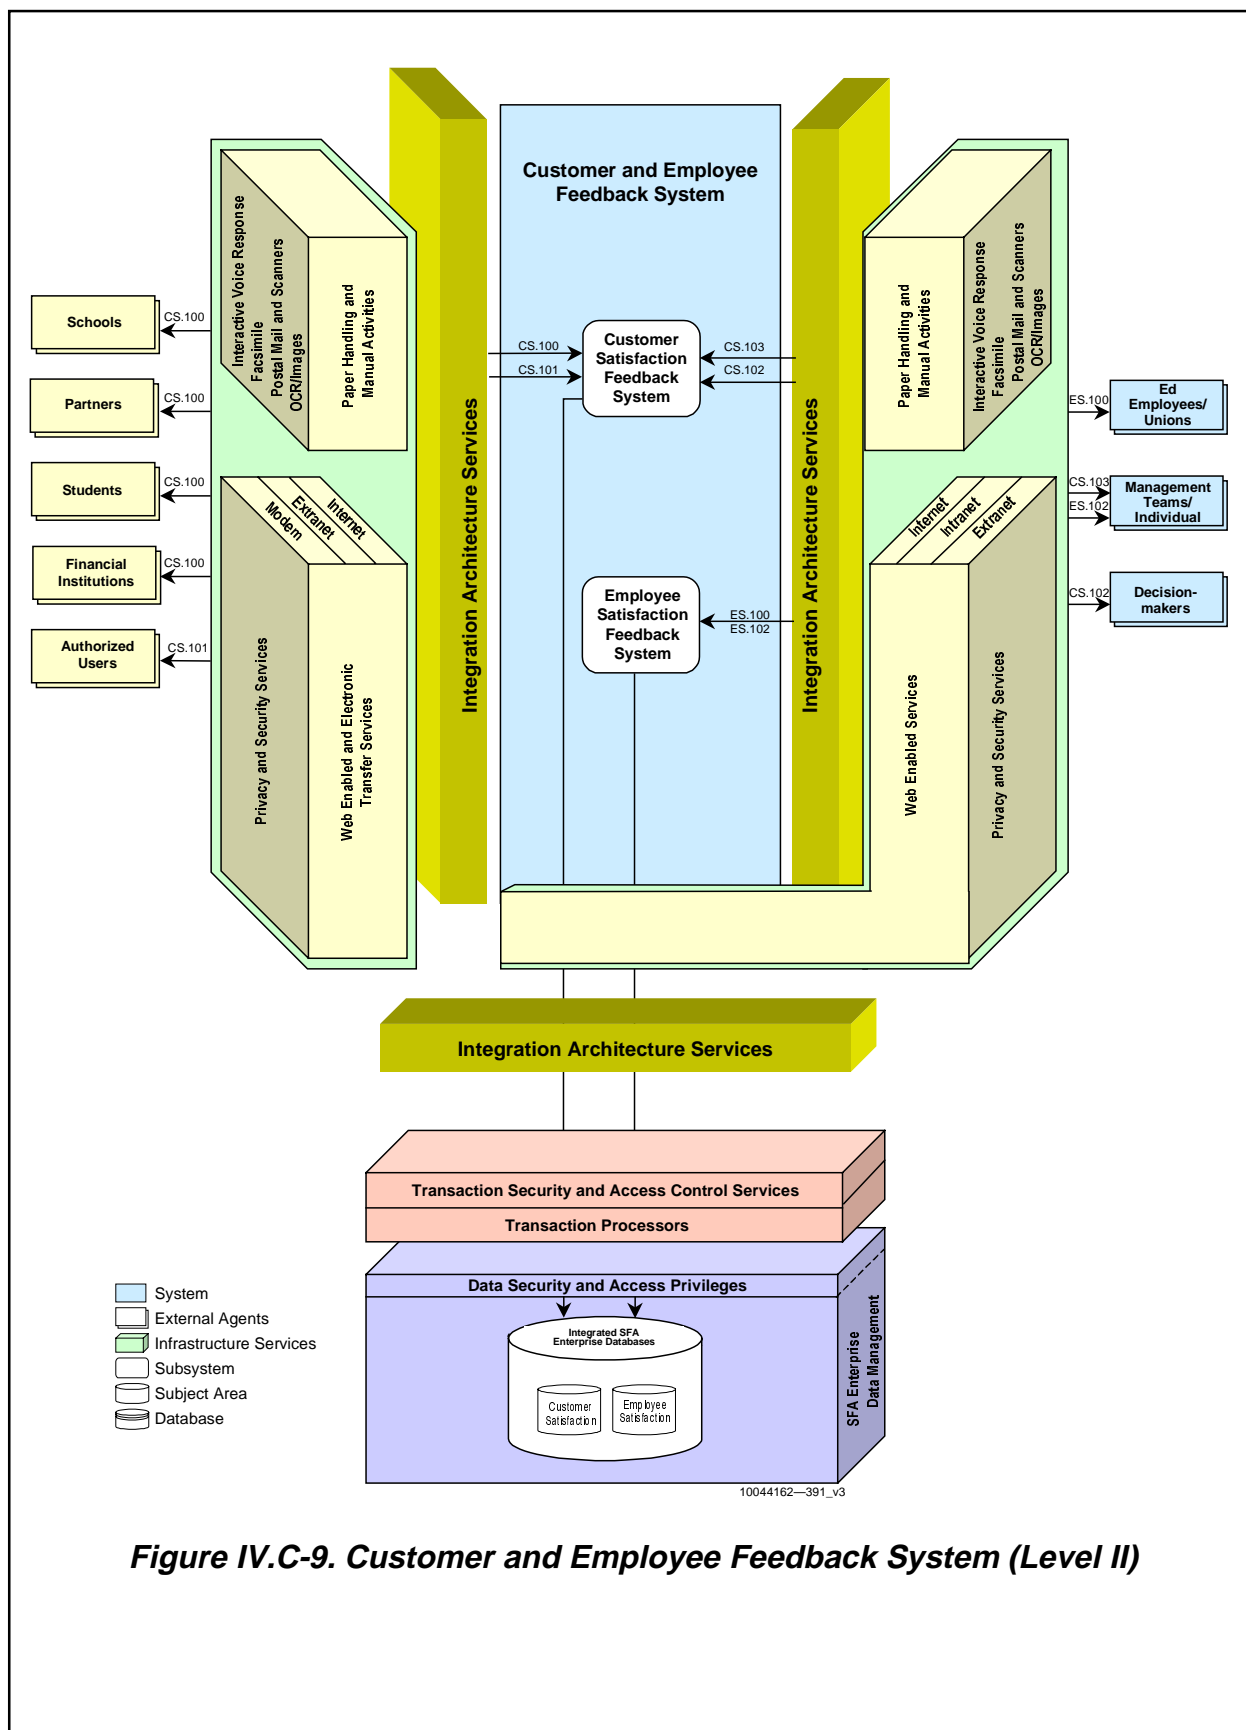 Customer and Employee
Feedback System
Interactive Voice Response
Facsimile
Postal Mail and Scanners
OCR/Images
Paper Handling and
Manual Activities
Schools
CS.100
Partners
CS.100
Students
CS.100
Financial
Institutions
CS.100
Authorized
Users
CS.101
Modem
Extranet
Internet
Privacy and Security Services
Web Enabled and Electronic
Transfer Services
Integration Architecture Services
CS.100
CS.101
Customer
Satisfaction
Feedback
System
CS.103
CS.102
Employee
Satisfaction
Feedback
System
ES.100
ES.102
Integration Architecture Services
Paper Handling and
Manual Activities
Interactive Voice Response
Facsimile
Postal Mail and Scanners
OCR/Images
Internet
Intranet
Extranet
Web Enabled Services
Privacy and Security Services
ES.100
Ed
Employees/
Unions
CS.103
ES.102
Management
Teams/
Individual
CS.102
Decision-
makers
Integration Architecture Services
Transaction Security and Access Control Services
Transaction Processors
Data Security and Access Privileges
Integrated SFA
Enterprise Databases
Customer
Satisfaction
Employee
Satisfaction
SFA Enterprise
Data Management
System
External Agents
Infrastructure Services
Subsystem
Subject Area
Database
10044162—391_v3
Figure IV.C-9. Customer and Employee Feedback System (Level II)